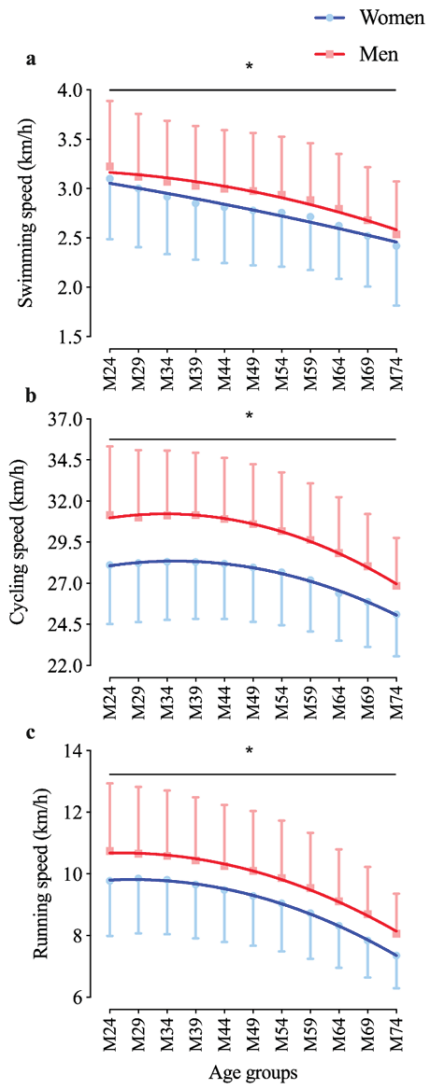 Women
Men
a
*
Swimming speed (km/h)
4.0
3.5
3.0
2.5
2.0
1.5
M24 M29 M34 M39 M44 M49 M54 M59 M64 M69 M74
b
*
Cycling speed (km/h)
37.0
34.5
31.0
29.5
27.0
24.5
22.0
M24 M29 M34 M39 M44 M49 M54 M59 M64 M69 M74
c
*
Running speed (km/h)
14
12
10
8
6
M24 M29 M34 M39 M44 M49 M54 M59 M64 M69 M74
Age groups